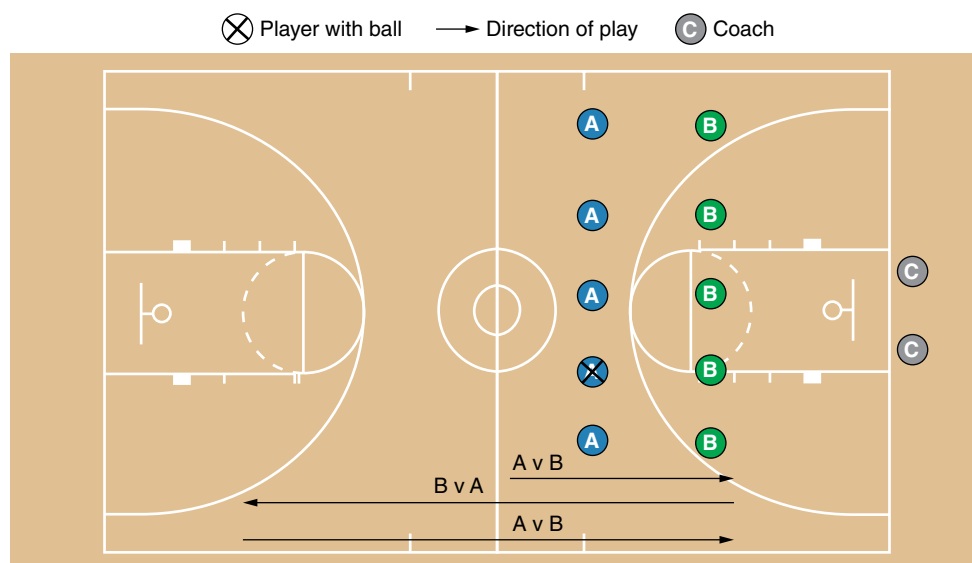 Player with ball
Direction of play
C Coach
A B
A B
A B C
A B C
A B
A v B
B v A
A v B